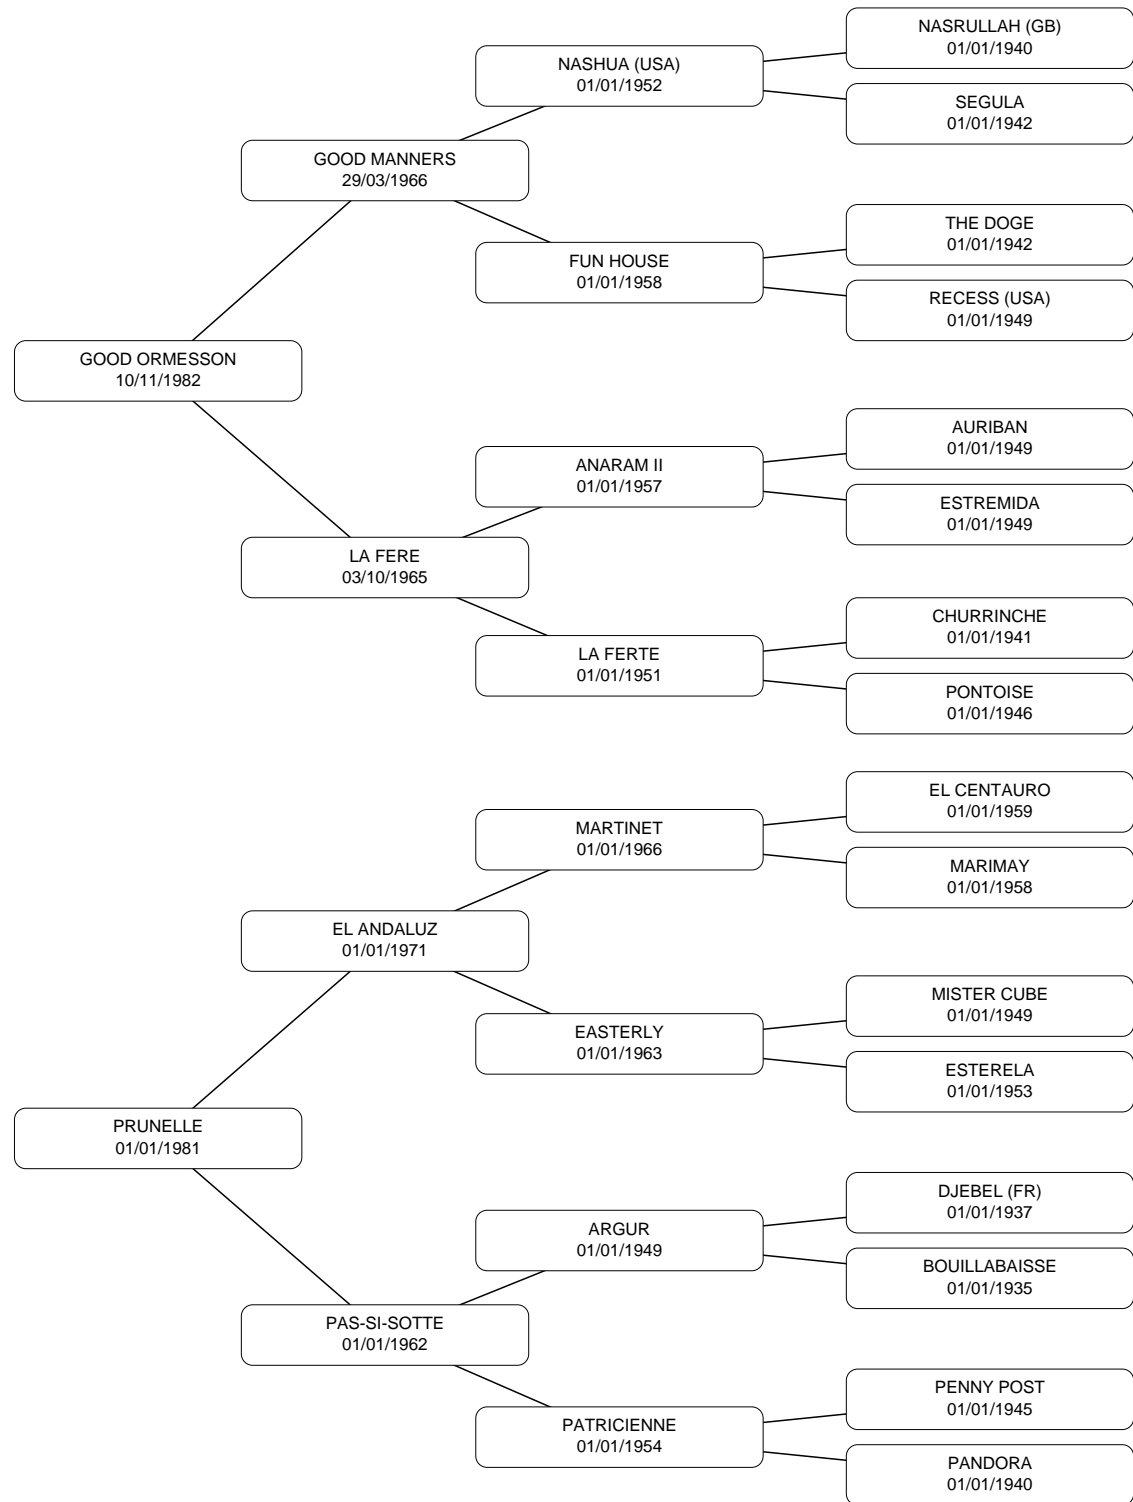 NASRULLAH (GB)
01/01/1940
NASHUA (USA)
01/01/1952
SEGULA
01/01/1942
GOOD MANNERS
29/03/1966
THE DOGE
01/01/1942
FUN HOUSE
01/01/1958
RECESS (USA)
01/01/1949
GOOD ORMESSON
10/11/1982
AURIBAN
01/01/1949
ANARAM II
01/01/1957
ESTREMIDA
01/01/1949
LA FERE
03/10/1965
CHURRINCHE
01/01/1941
LA FERTE
01/01/1951
PONTOISE
01/01/1946
EL CENTAURO
01/01/1959
MARTINET
01/01/1966
MARIMAY
01/01/1958
EL ANDALUZ
01/01/1971
MISTER CUBE
01/01/1949
EASTERLY
01/01/1963
ESTERELA
01/01/1953
PRUNELLE
01/01/1981
DJEBEL (FR)
01/01/1937
ARGUR
01/01/1949
BOUILLABAISSE
01/01/1935
PAS-SI-SOTTE
01/01/1962
PENNY POST
01/01/1945
PATRICIENNE
01/01/1954
PANDORA
01/01/1940